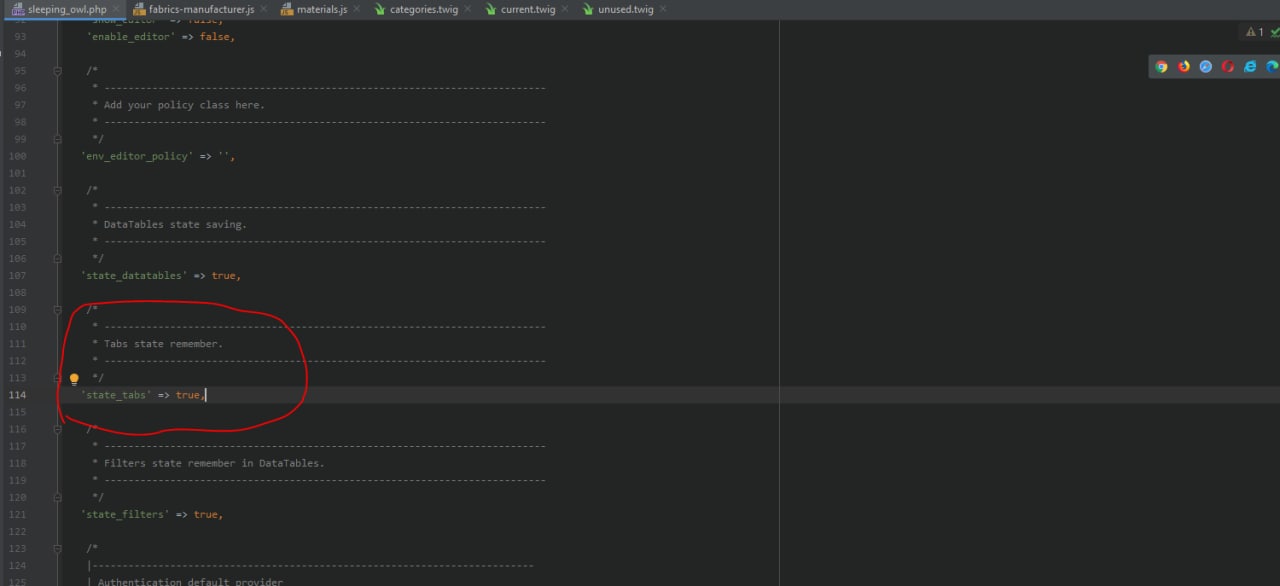 sleeping_owl.php
fabrics-manufacturer.js
materials.js
categories.twig
current.twig
unused.twig
92 'show_editor' => false,
93 'enable_editor' => false,
1
94
95 /*
96 * --------------------------------------------------------------------------
97 * Add your policy class here.
98 * --------------------------------------------------------------------------
99 */
100 'env_editor_policy' => '',
101
102 /*
103 * --------------------------------------------------------------------------
104 * DataTables state saving.
105 * --------------------------------------------------------------------------
106 */
107 'state_datatables' => true,
108
109 /*
110 * --------------------------------------------------------------------------
111 * Tabs state remember.
112 * --------------------------------------------------------------------------
113 */
114 'state_tabs' => true,
115
116 /*
117 * --------------------------------------------------------------------------
118 * Filters state remember in DataTables.
119 * --------------------------------------------------------------------------
120 */
121 'state_filters' => true,
122
123 /*
124 |--------------------------------------------------------------------------
125 | Authentication default provider